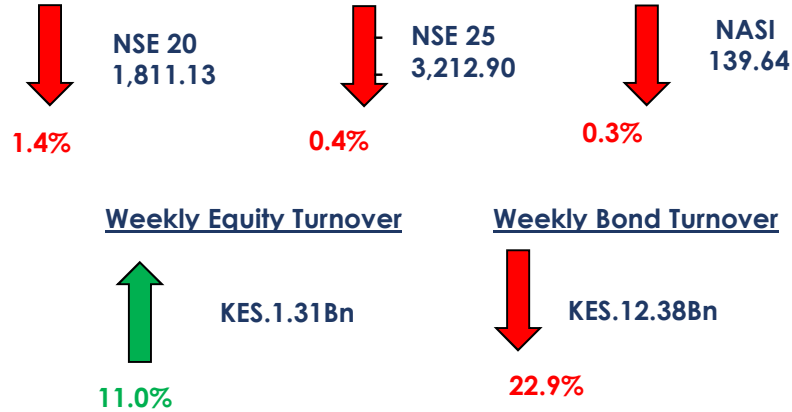 NSE 20
1,811.13
1.4%
NSE 25
3,212.90
0.4%
NASI
139.64
0.3%
Weekly Equity Turnover
KES.1.31Bn
11.0%
Weekly Bond Turnover
KES.12.38Bn
22.9%